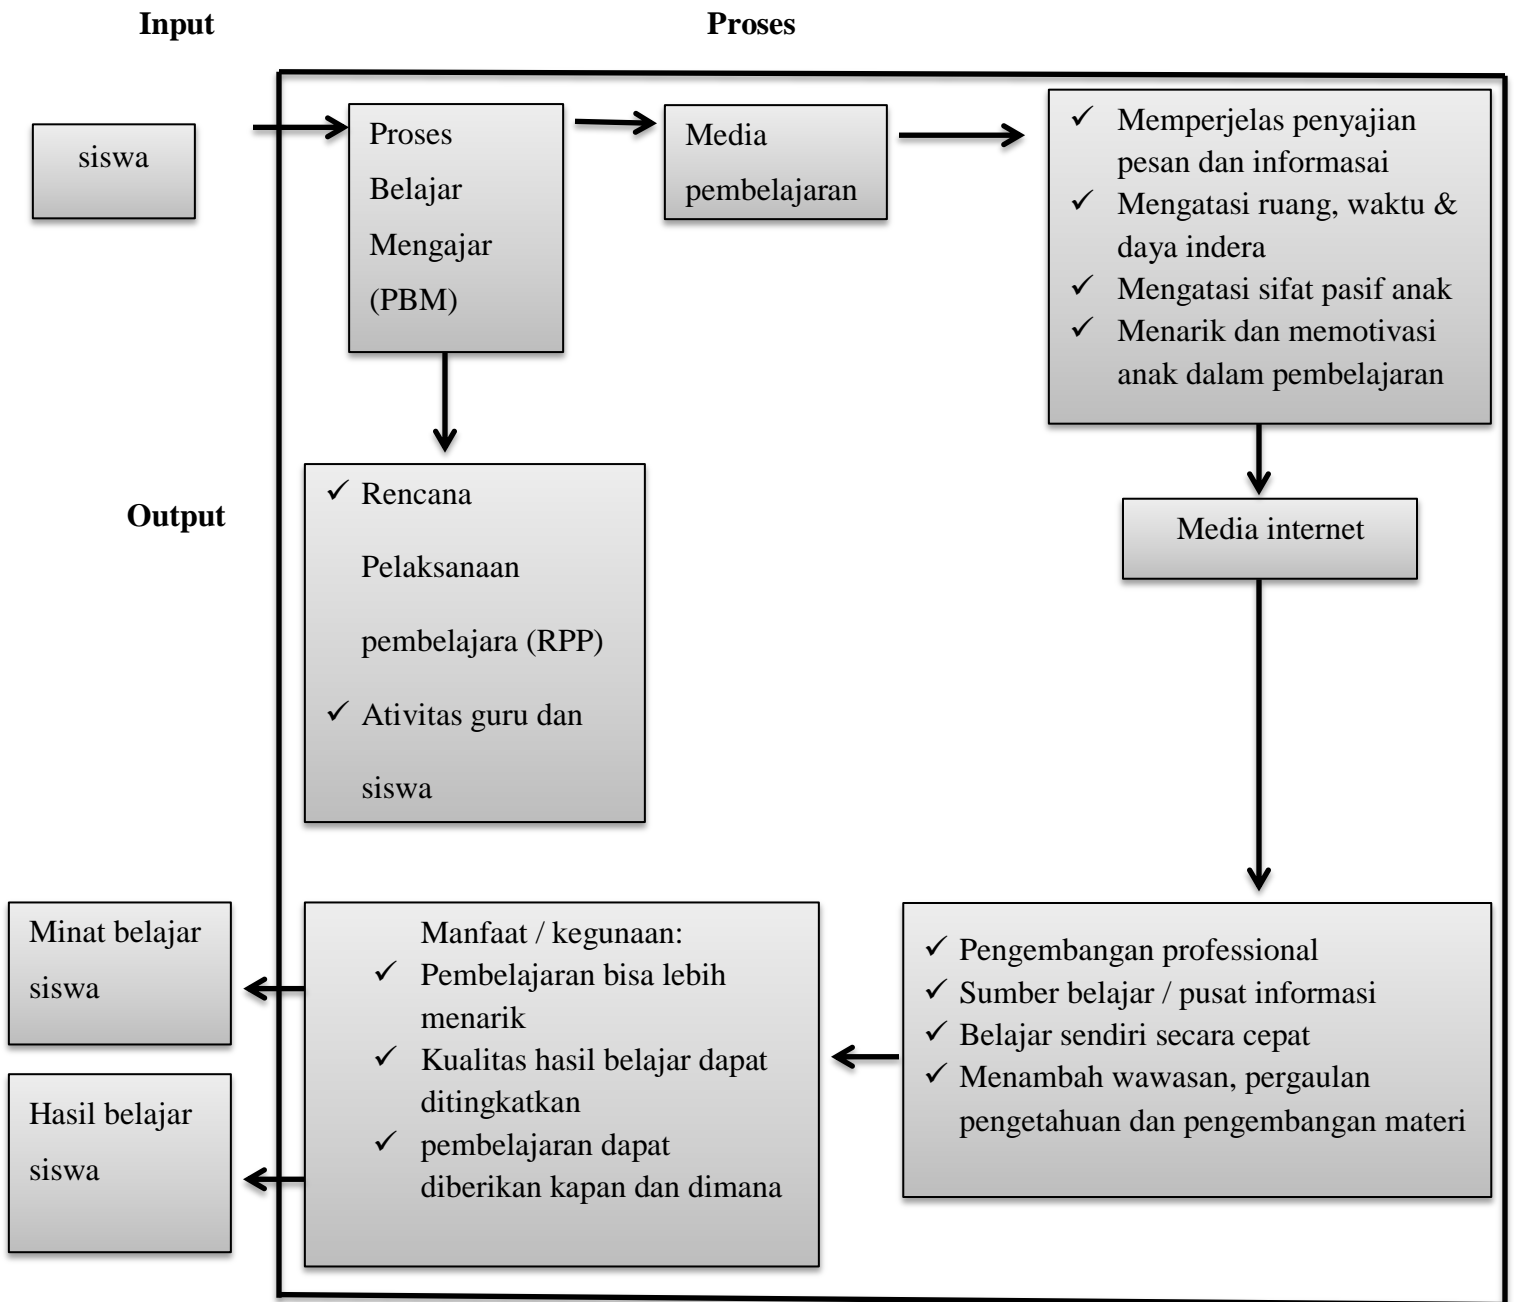 Input
Proses
siswa
Proses
Belajar
Mengajar
(PBM)
Media
pembelajaran
✓ Memperjelas penyajian
pesan dan informasai
✓ Mengatasi ruang, waktu &
daya indera
✓ Mengatasi sifat pasif anak
✓ Menarik dan memotivasi
anak dalam pembelajaran
Output
✓ Rencana
Pelaksanaan
pembelajara (RPP)
✓ Ativitas guru dan
siswa
Media internet
Minat belajar
siswa
Hasil belajar
siswa
Manfaat / kegunaan:
✓ Pembelajaran bisa lebih
menarik
✓ Kualitas hasil belajar dapat
ditingkatkan
✓ pembelajaran dapat
diberikan kapan dan dimana
✓ Pengembangan professional
✓ Sumber belajar / pusat informasi
✓ Belajar sendiri secara cepat
✓ Menambah wawasan, pergaulan
pengetahuan dan pengembangan materi